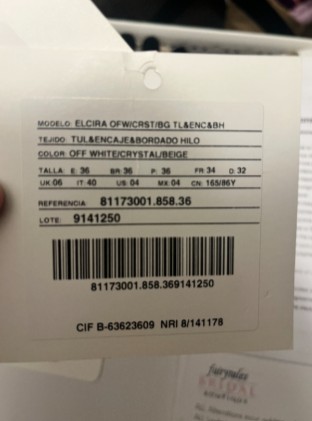 MODELO: ELCIRA OFW/CRST/BG TL&ENC&BH
TEJIDO: TUL&ENCAJE&BORDADO HILO
COLOR: OFF WHITE/CRYSTAL/BEIGE
TALLA: E: 36 BR: 36 P: 36 FR: 34 D: 32
UK: 06 IT: 40 US: 04 MX: 04 CN: 165/86Y
REFERENCIA: 81173001.858.36
LOTE: 9141250
81173001.858.369141250
CIF B-63623609 NRI 8/141178
fairytales
BRIDAL